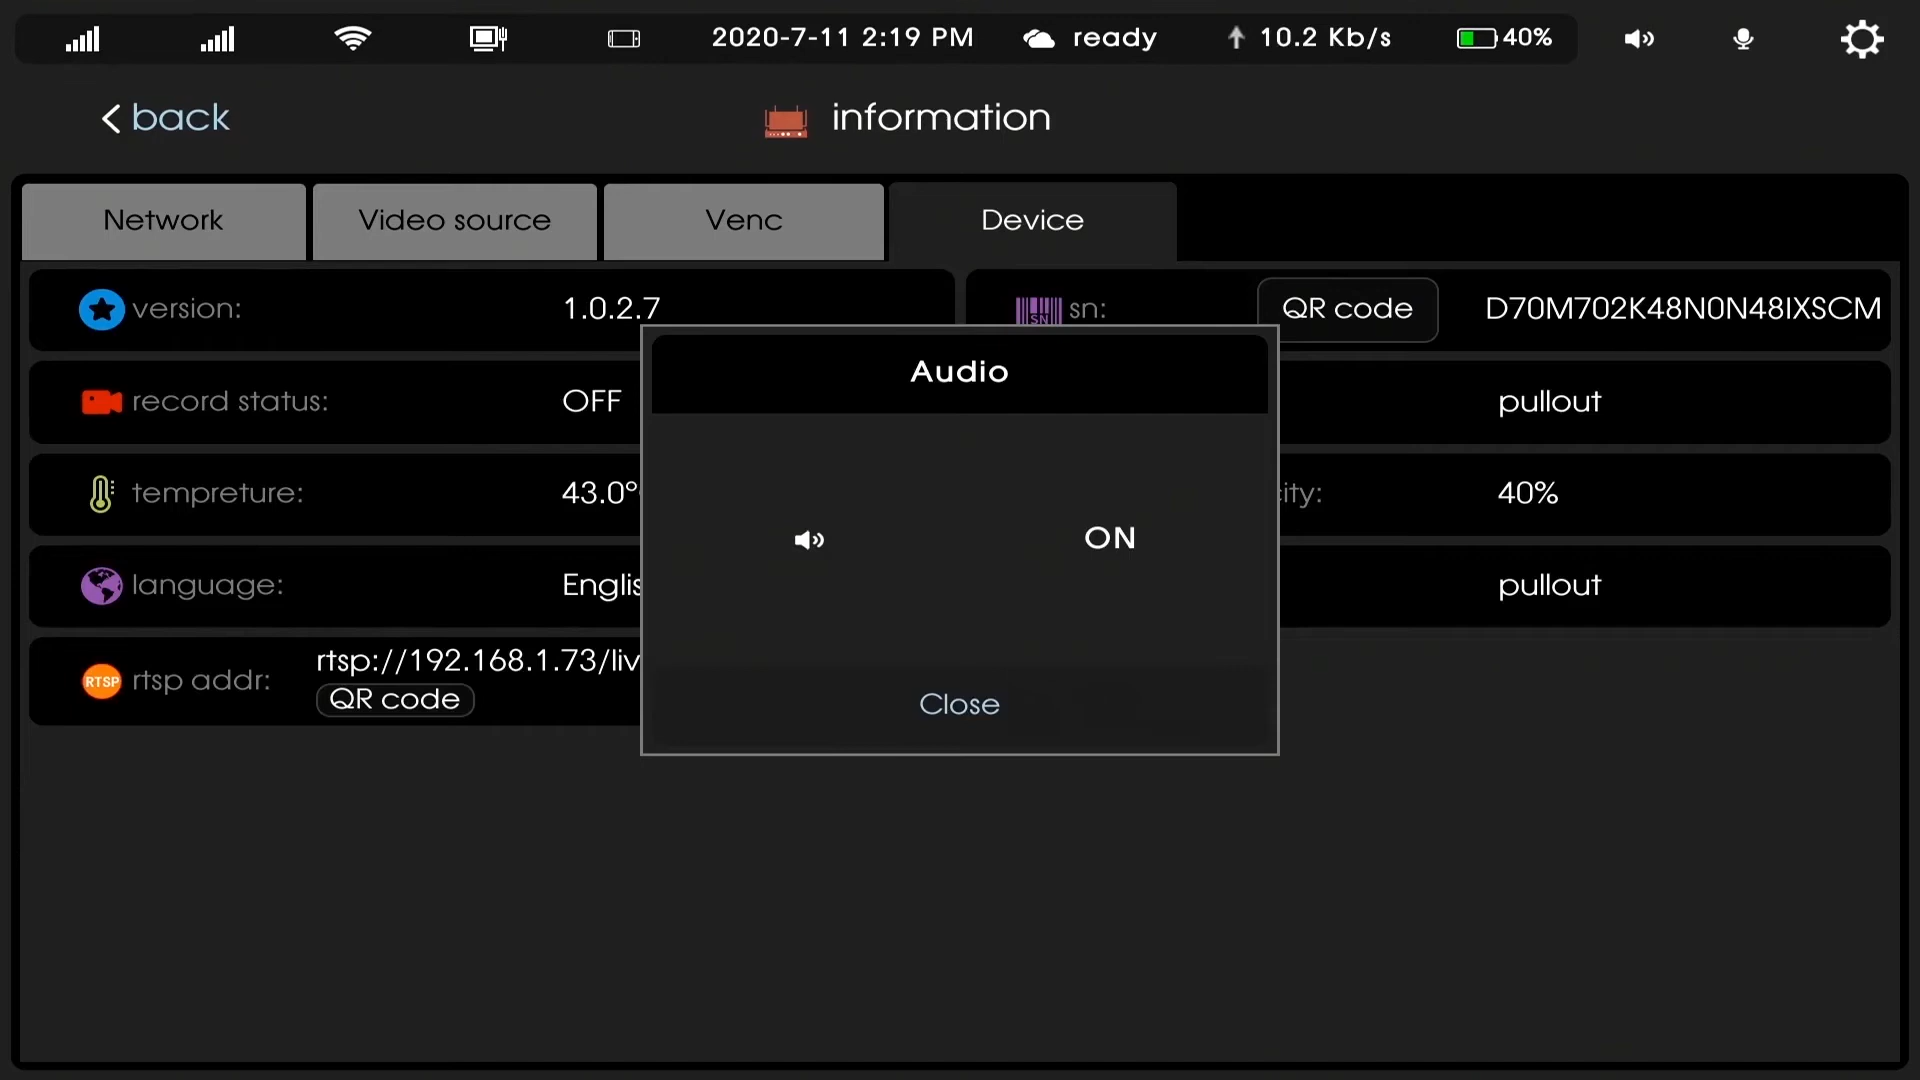 2020-7-11 2:19 PM ready 10.2 Kb/s 40%
back
information
Network Video source Venc Device
version: 1.0.2.7
SN sn: QR code D70M702K48N0N48IXSCM
Audio
record status: OFF
pullout
tempreture: 43.0°
ity: 40%
ON
language: Englis
pullout
RTSP rtsp addr: rtsp://192.168.1.73/liv
QR code
Close